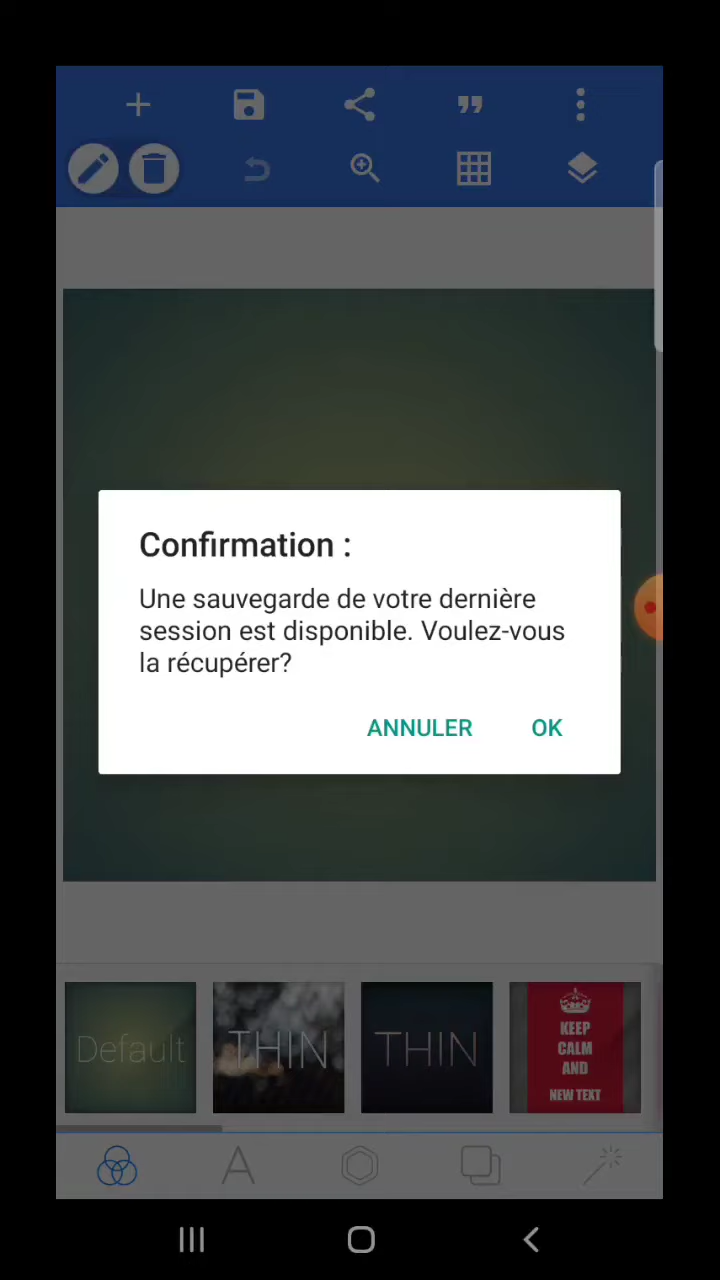 Confirmation :
Une sauvegarde de votre dernière
session est disponible. Voulez-vous
la récupérer?
ANNULER OK
Default THIN THIN KEEP
CALM
AND
NEW TEXT
A